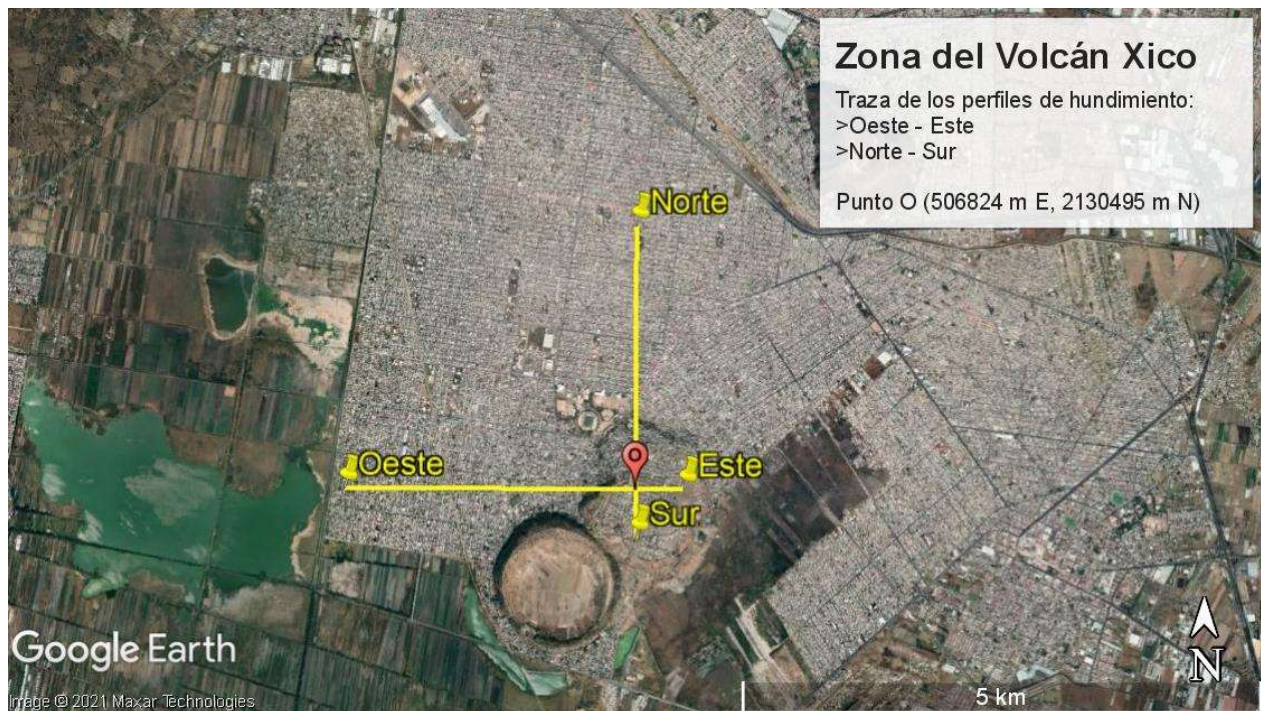 Zona del Volcán Xico
Traza de los perfiles de hundimiento:
>Oeste - Este
>Norte - Sur
Punto O (506824 m E, 2130495 m N)
Norte
O
Oeste
Este
Sur
Google Earth
N
5 km
Image © 2021 Maxar Technologies